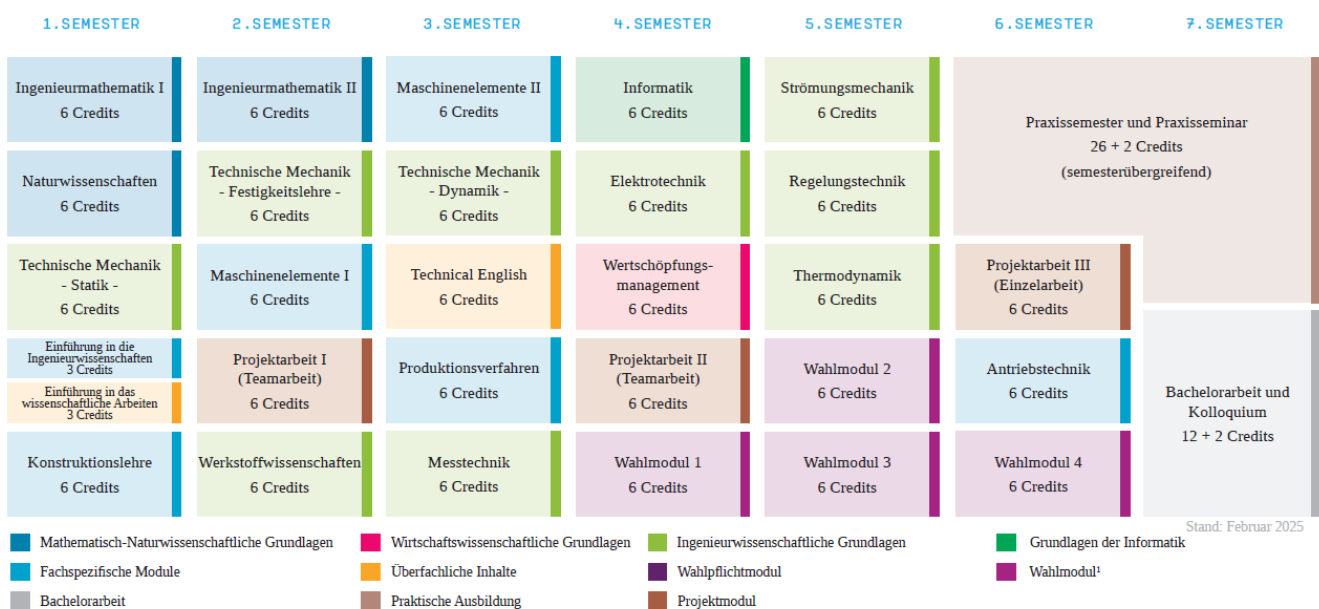 1.SEMESTER
2.SEMESTER
3.SEMESTER
4.SEMESTER
5.SEMESTER
6.SEMESTER
7.SEMESTER
Ingenieurmathematik I
6 Credits
Naturwissenschaften
6 Credits
Technische Mechanik
- Statik -
6 Credits
Einführung in die
Ingenieurwissenschaften
3 Credits
Einführung in das
wissenschaftliche Arbeiten
3 Credits
Konstruktionslehre
6 Credits
Ingenieurmathematik II
6 Credits
Technische Mechanik
- Festigkeitslehre -
6 Credits
Maschinenelemente I
6 Credits
Projektarbeit I
(Teamarbeit)
6 Credits
Werkstoffwissenschaften
6 Credits
Maschinenelemente II
6 Credits
Technische Mechanik
- Dynamik -
6 Credits
Technical English
6 Credits
Produktionsverfahren
6 Credits
Messtechnik
6 Credits
Informatik
6 Credits
Elektrotechnik
6 Credits
Wertschöpfungs-
management
6 Credits
Projektarbeit II
(Teamarbeit)
6 Credits
Wahlmodul 1
6 Credits
Strömungsmechanik
6 Credits
Regelungstechnik
6 Credits
Thermodynamik
6 Credits
Wahlmodul 2
6 Credits
Wahlmodul 3
6 Credits
Praxissemester und Praxisseminar
26 + 2 Credits
(semesterübergreifend)
Projektarbeit III
(Einzelarbeit)
6 Credits
Antriebstechnik
6 Credits
Wahlmodul 4
6 Credits
Bachelorarbeit und
Kolloquium
12 + 2 Credits
Stand: Februar 2025
Mathematisch-Naturwissenschaftliche Grundlagen
Wirtschaftswissenschaftliche Grundlagen
Ingenieurwissenschaftliche Grundlagen
Grundlagen der Informatik
Fachspezifische Module
Überfachliche Inhalte
Wahlpflichtmodul
Wahlmodul¹
Bachelorarbeit
Praktische Ausbildung
Projektmodul